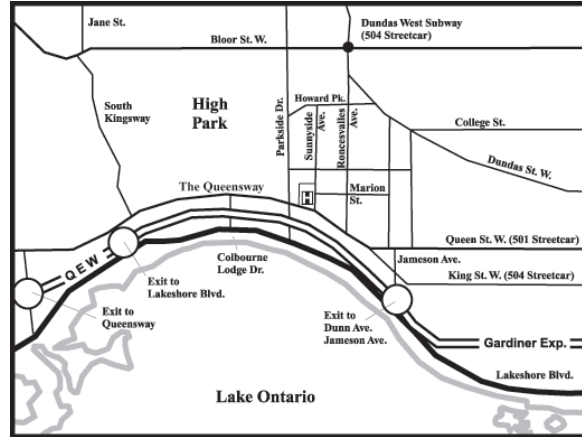 Jane St.
Dundas West Subway
(504 Streetcar)
Bloor St. W.
South
Kingsway
High
Park
Parkside Dr.
Howard Pk.
Sunnyside
Ave.
Roncesvalles
Ave.
College St.
Dundas St. W.
The Queensway
Marion
St.
H
Queen St. W. (501 Streetcar)
QEW
Colbourne
Lodge Dr.
Jameson Ave.
King St. W. (504 Streetcar)
Exit to
Lakeshore Blvd.
Exit to
Queensway
Exit to
Dunn Ave.
Jameson Ave.
Gardiner Exp.
Lakeshore Blvd.
Lake Ontario